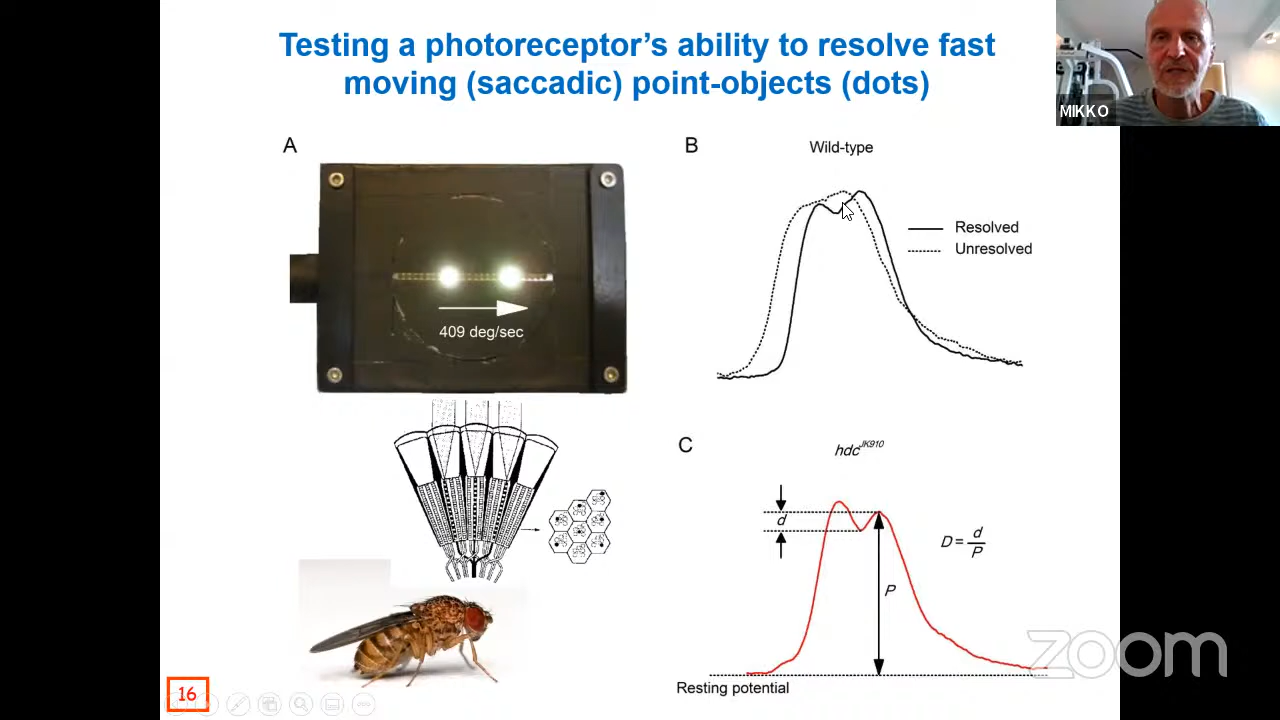 Testing a photoreceptor's ability to resolve fast
moving (saccadic) point-objects (dots)
MIKKO
A
409 deg/sec
B
Wild-type
Resolved
Unresolved
C
hdcJK910
d
D = d/P
P
Resting potential
16
zoom